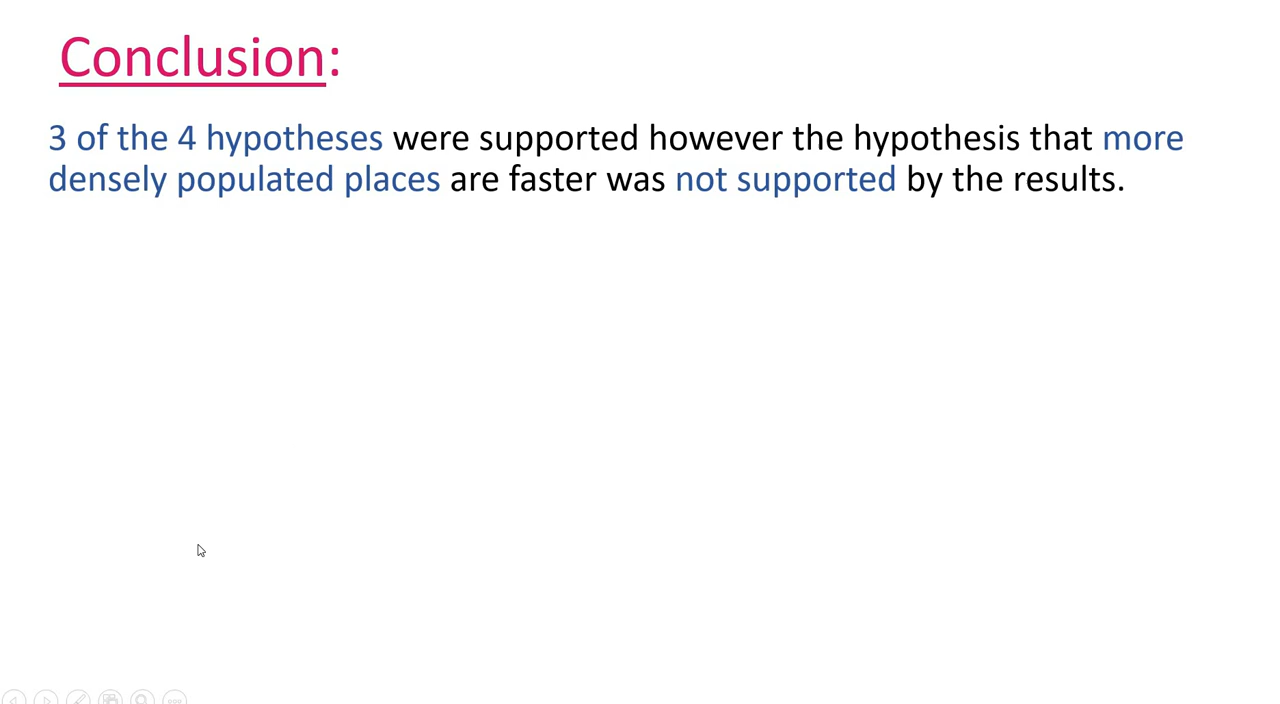 Conclusion:
3 of the 4 hypotheses were supported however the hypothesis that more
densely populated places are faster was not supported by the results.